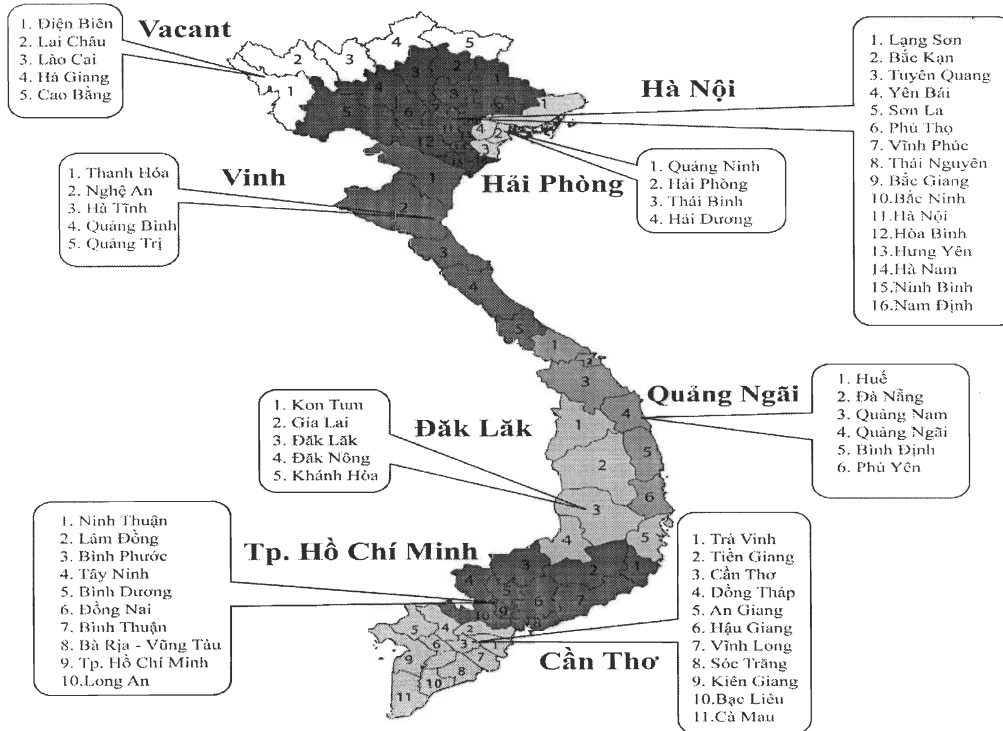 Vacant
1. Điện Biên
2. Lai Châu
3. Lào Cai
4. Hà Giang
5. Cao Bằng
Hà Nội
1. Lạng Sơn
2. Bắc Kạn
3. Tuyên Quang
4. Yên Bái
5. Sơn La
6. Phú Thọ
7. Vĩnh Phúc
8. Thái Nguyên
9. Bắc Giang
10.Bắc Ninh
11.Hà Nội
12.Hòa Bình
13.Hưng Yên
14.Hà Nam
15.Ninh Bình
16.Nam Định
Hải Phòng
1. Quảng Ninh
2. Hải Phòng
3. Thái Bình
4. Hải Dương
Vinh
1. Thanh Hóa
2. Nghệ An
3. Hà Tĩnh
4. Quảng Bình
5. Quảng Trị
Quảng Ngãi
1. Huế
2. Đà Nẵng
3. Quảng Nam
4. Quảng Ngãi
5. Bình Định
6. Phú Yên
Đăk Lăk
1. Kon Tum
2. Gia Lai
3. Đăk Lăk
4. Đăk Nông
5. Khánh Hòa
Tp. Hồ Chí Minh
1. Ninh Thuận
2. Lâm Đồng
3. Bình Phước
4. Tây Ninh
5. Bình Dương
6. Đồng Nai
7. Bình Thuận
8. Bà Rịa - Vũng Tàu
9. Tp. Hồ Chí Minh
10.Long An
Cần Thơ
1. Trà Vinh
2. Tiền Giang
3. Cần Thơ
4. Dồng Tháp
5. An Giang
6. Hậu Giang
7. Vĩnh Long
8. Sóc Trăng
9. Kiên Giang
10.Bạc Liêu
11.Cà Mau